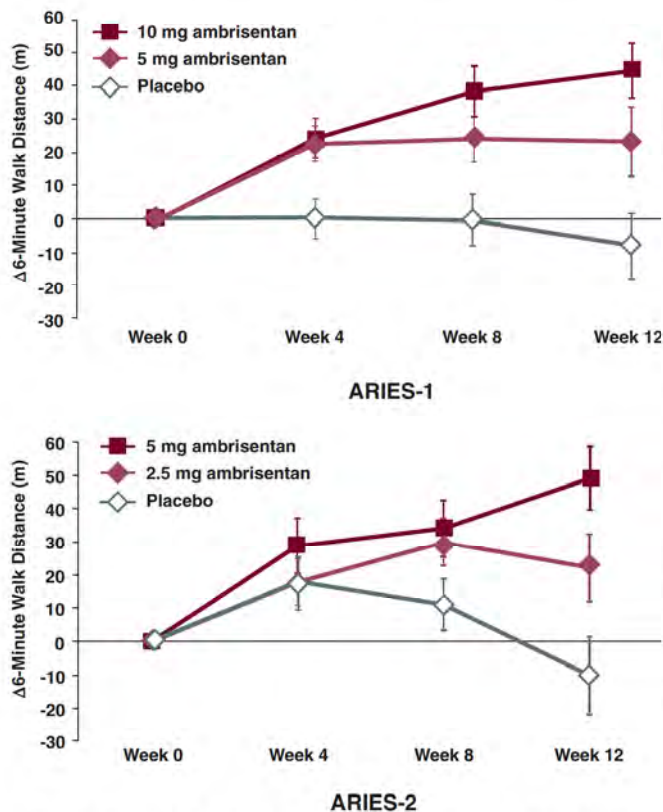 60
50
40
30
20
10
0
-10
-20
-30
Δ6-Minute Walk Distance (m)
10 mg ambrisentan
5 mg ambrisentan
Placebo
Week 0 Week 4 Week 8 Week 12
ARIES-1
60
50
40
30
20
10
0
-10
-20
-30
Δ6-Minute Walk Distance (m)
5 mg ambrisentan
2.5 mg ambrisentan
Placebo
Week 0 Week 4 Week 8 Week 12
ARIES-2